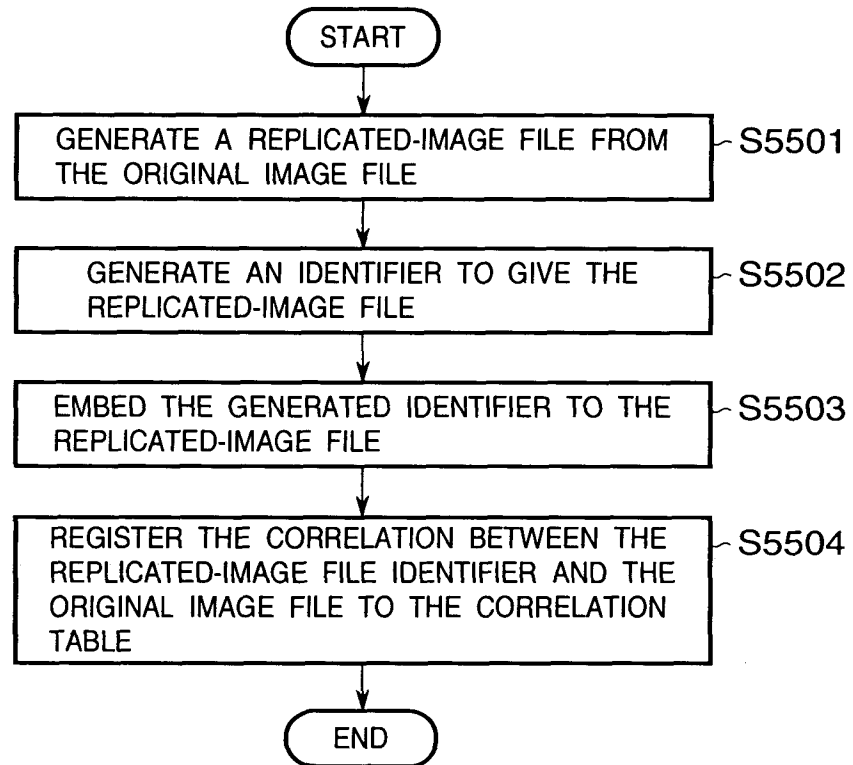 START
GENERATE A REPLICATED-IMAGE FILE FROM
THE ORIGINAL IMAGE FILE
S5501
GENERATE AN IDENTIFIER TO GIVE THE
REPLICATED-IMAGE FILE
S5502
EMBED THE GENERATED IDENTIFIER TO THE
REPLICATED-IMAGE FILE
S5503
REGISTER THE CORRELATION BETWEEN THE
REPLICATED-IMAGE FILE IDENTIFIER AND THE
ORIGINAL IMAGE FILE TO THE CORRELATION
TABLE
S5504
END